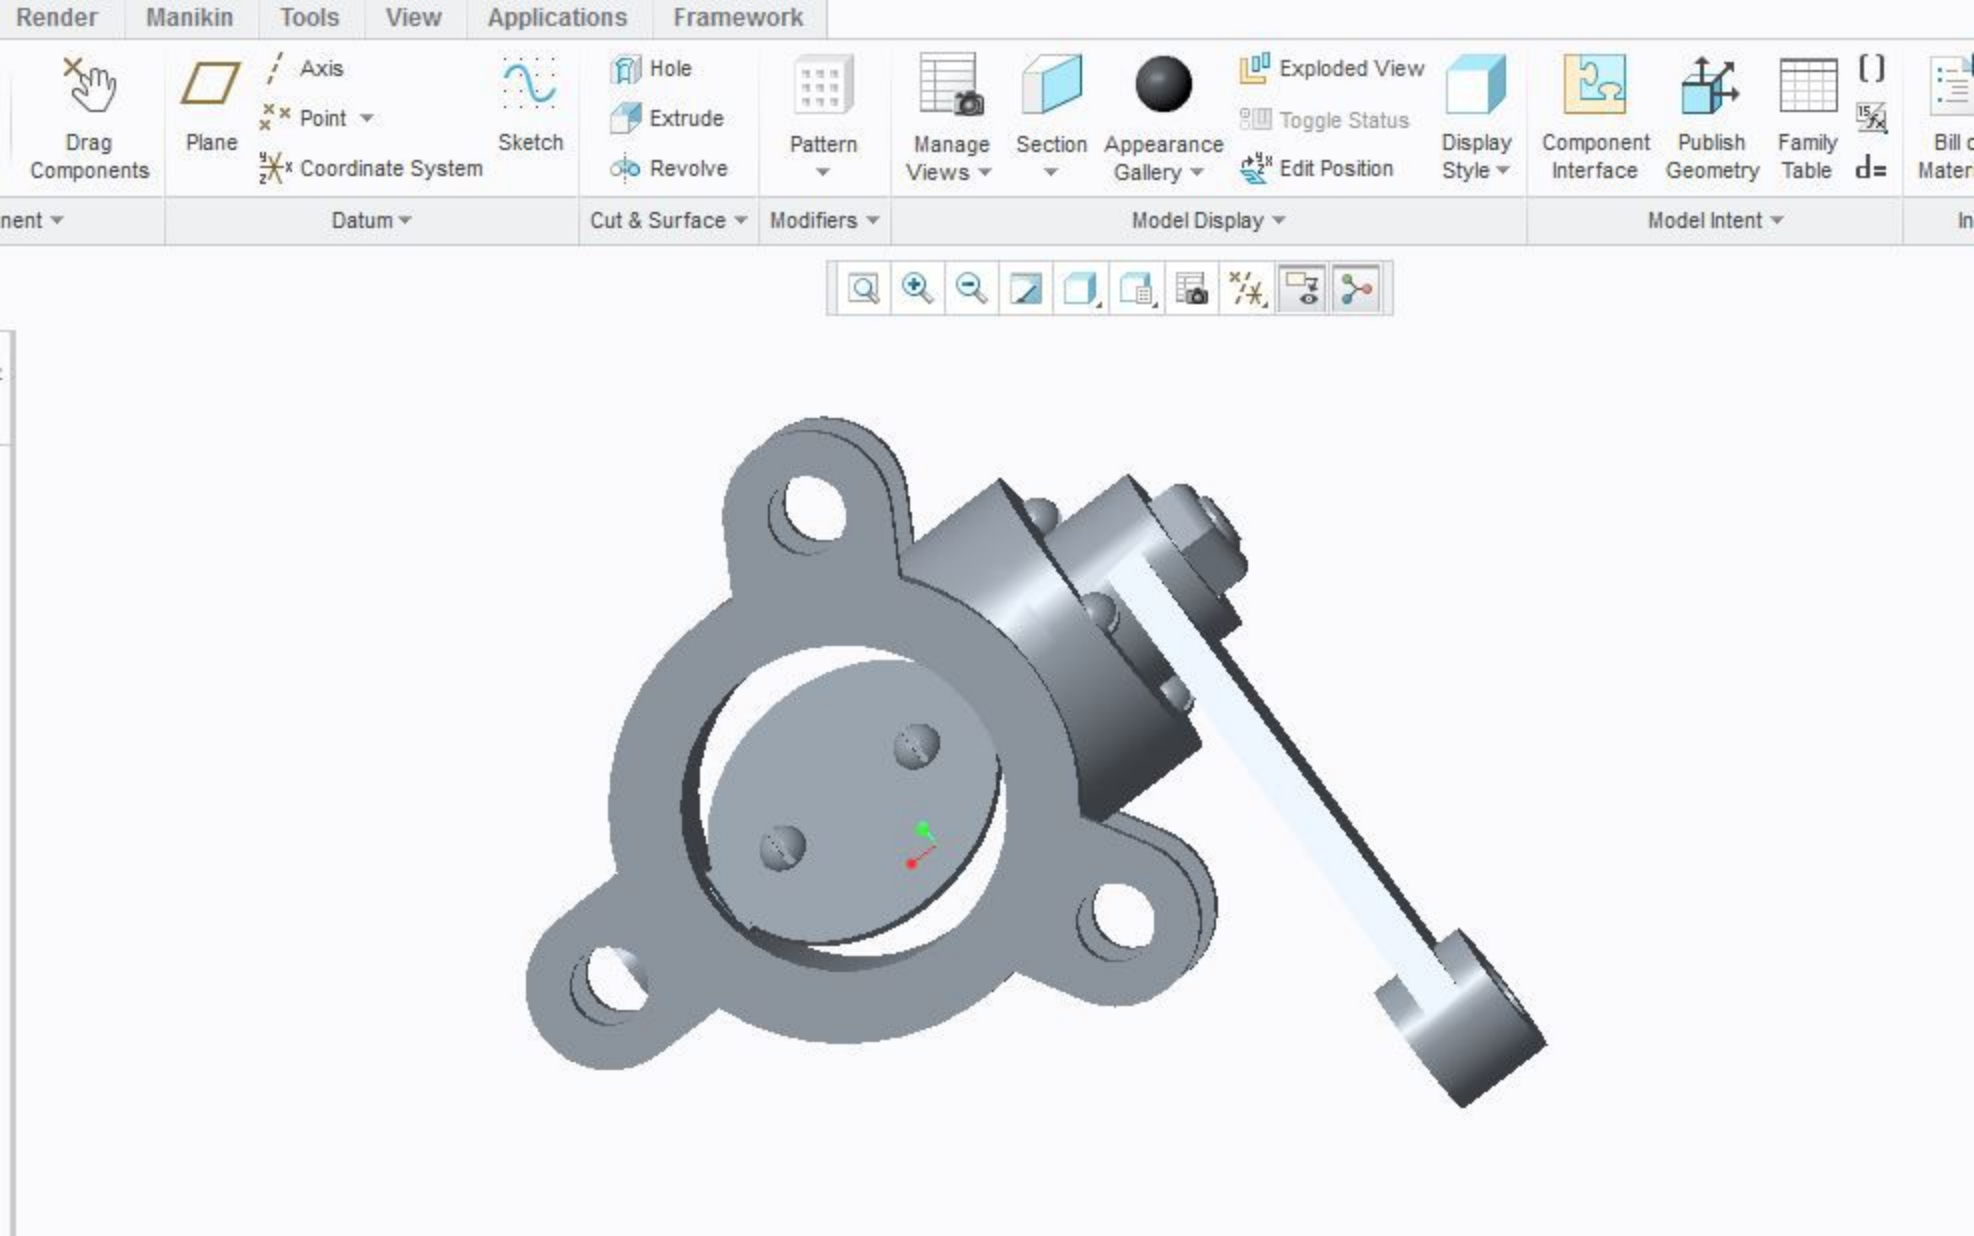 Render Manikin Tools View Applications Framework
Axis Hole Exploded View
Point Extrude Toggle Status
Drag Components
Plane
Coordinate System
Sketch
Revolve
Pattern
Manage Views
Section
Appearance Gallery
Edit Position
Display Style
Component Interface
Publish Geometry
Family Table
d=
Datum Cut & Surface Modifiers Model Display Model Intent